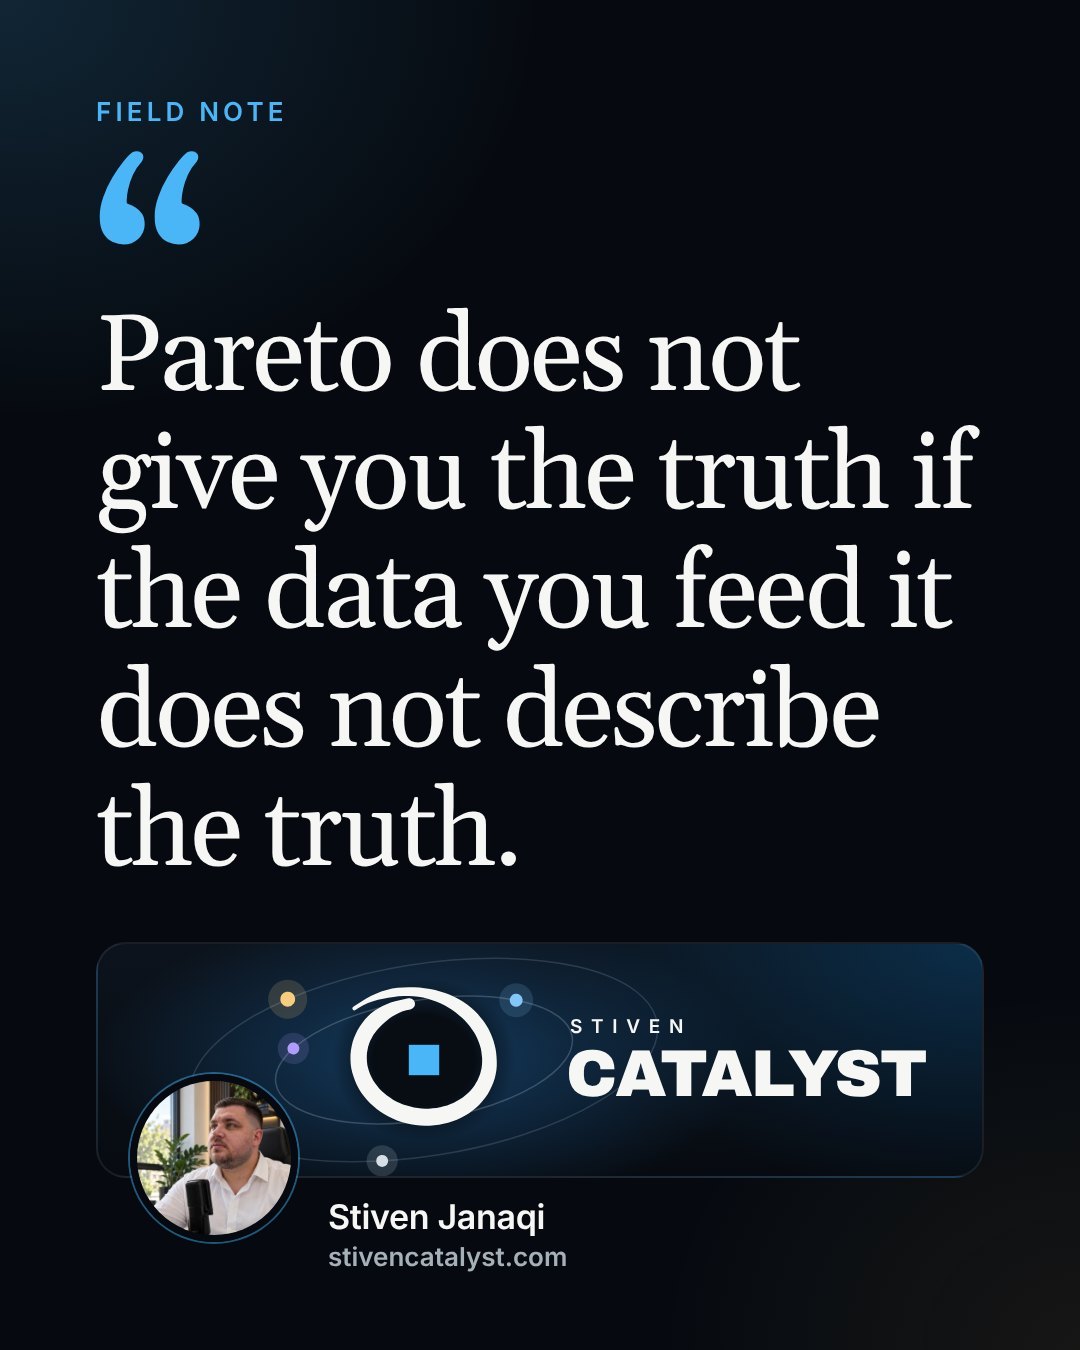 FIELD NOTE
“
Pareto does not
give you the truth if
the data you feed it
does not describe
the truth.
STIVEN
CATALYST
Stiven Janaqi
stivencatalyst.com